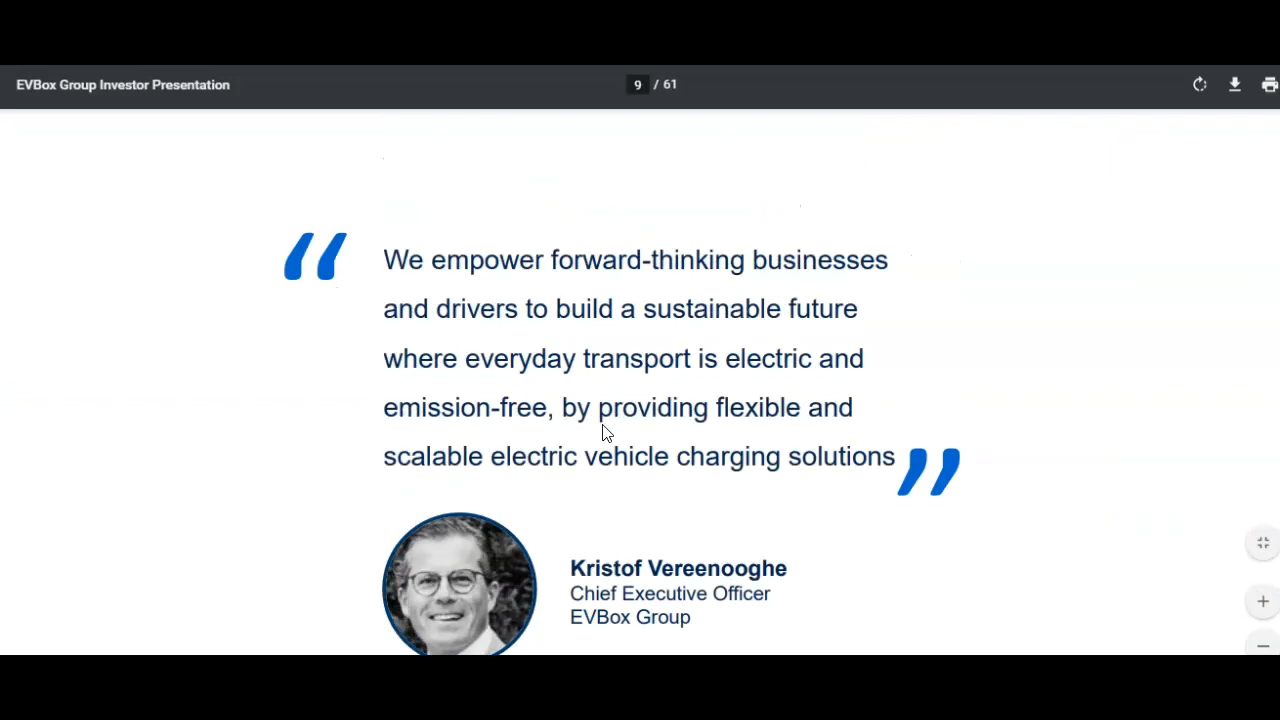 EVBox Group Investor Presentation
9 / 61
“
We empower forward-thinking businesses
and drivers to build a sustainable future
where everyday transport is electric and
emission-free, by providing flexible and
scalable electric vehicle charging solutions
”
Kristof Vereenooghe
Chief Executive Officer
EVBox Group